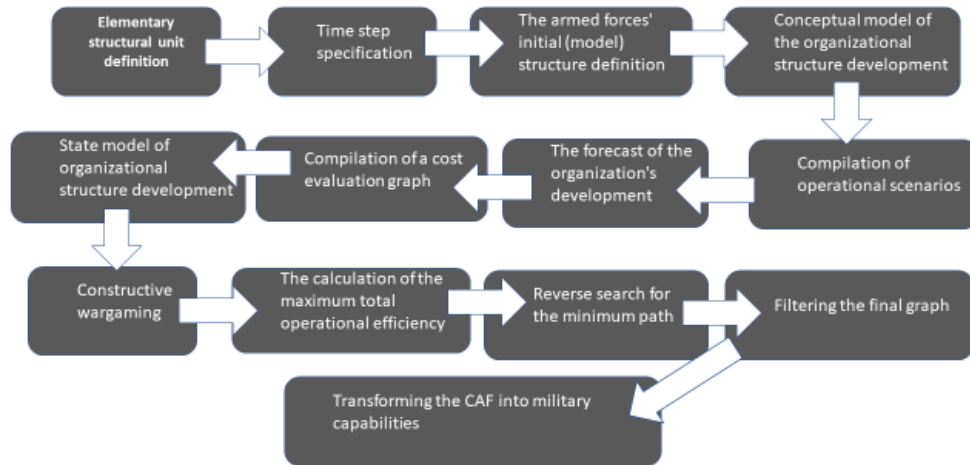 Elementary
structural unit
definition
Time step
specification
The armed forces'
initial (model)
structure definition
Conceptual model of
the organizational
structure development
Compilation of
operational scenarios
The forecast of the
organization's
development
Compilation of a cost
evaluation graph
State model of
organizational
structure development
Constructive
wargaming
The calculation of the
maximum total
operational efficiency
Reverse search for
the minimum path
Filtering the final graph
Transforming the CAF into military
capabilities